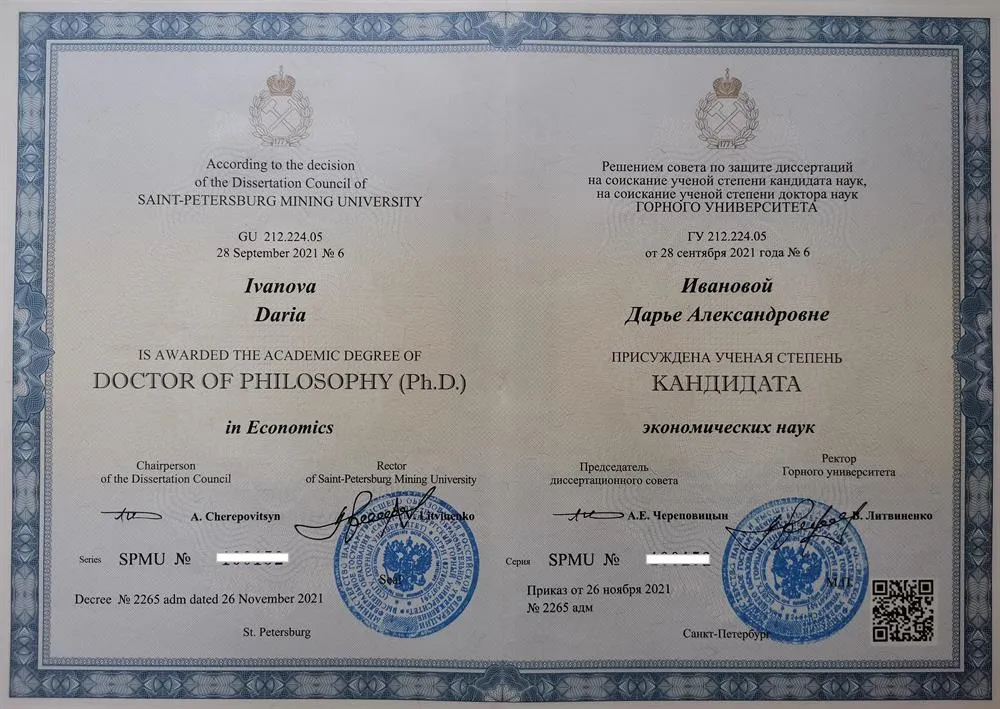 According to the decision
of the Dissertation Council of
SAINT-PETERSBURG MINING UNIVERSITY
GU 212.224.05
28 September 2021 № 6
Ivanova
Daria
IS AWARDED THE ACADEMIC DEGREE OF
DOCTOR OF PHILOSOPHY (Ph.D.)
in Economics
Chairperson
of the Dissertation Council
Rector
of Saint-Petersburg Mining University
A. Cherepovitsyn
V. Litvinenko
Series SPMU №
Seal
Decree № 2265 adm dated 26 November 2021
St. Petersburg
1773
Решением совета по защите диссертаций
на соискание ученой степени кандидата наук,
на соискание ученой степени доктора наук
ГОРНОГО УНИВЕРСИТЕТА
ГУ 212.224.05
от 28 сентября 2021 года № 6
Ивановой
Дарье Александровне
ПРИСУЖДЕНА УЧЕНАЯ СТЕПЕНЬ
КАНДИДАТА
экономических наук
Председатель
диссертационного совета
Ректор
Горного университета
А.Е. Череповицын
В. Литвиненко
Серия SPMU №
М.П.
Приказ от 26 ноября 2021
№ 2265 адм
Санкт-Петербург